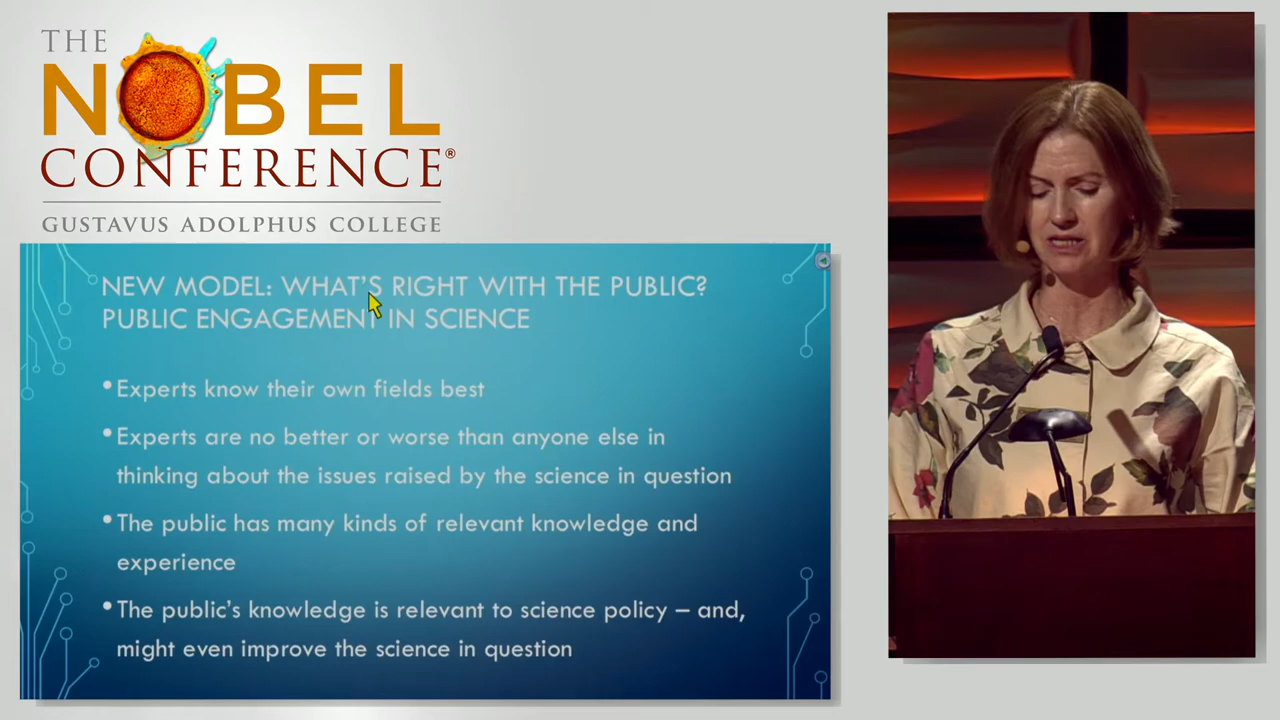 THE
NOBEL
CONFERENCE®
GUSTAVUS ADOLPHUS COLLEGE
NEW MODEL: WHAT'S RIGHT WITH THE PUBLIC?
PUBLIC ENGAGEMENT IN SCIENCE
•Experts know their own fields best
•Experts are no better or worse than anyone else in
thinking about the issues raised by the science in question
•The public has many kinds of relevant knowledge and
experience
•The public's knowledge is relevant to science policy – and,
might even improve the science in question